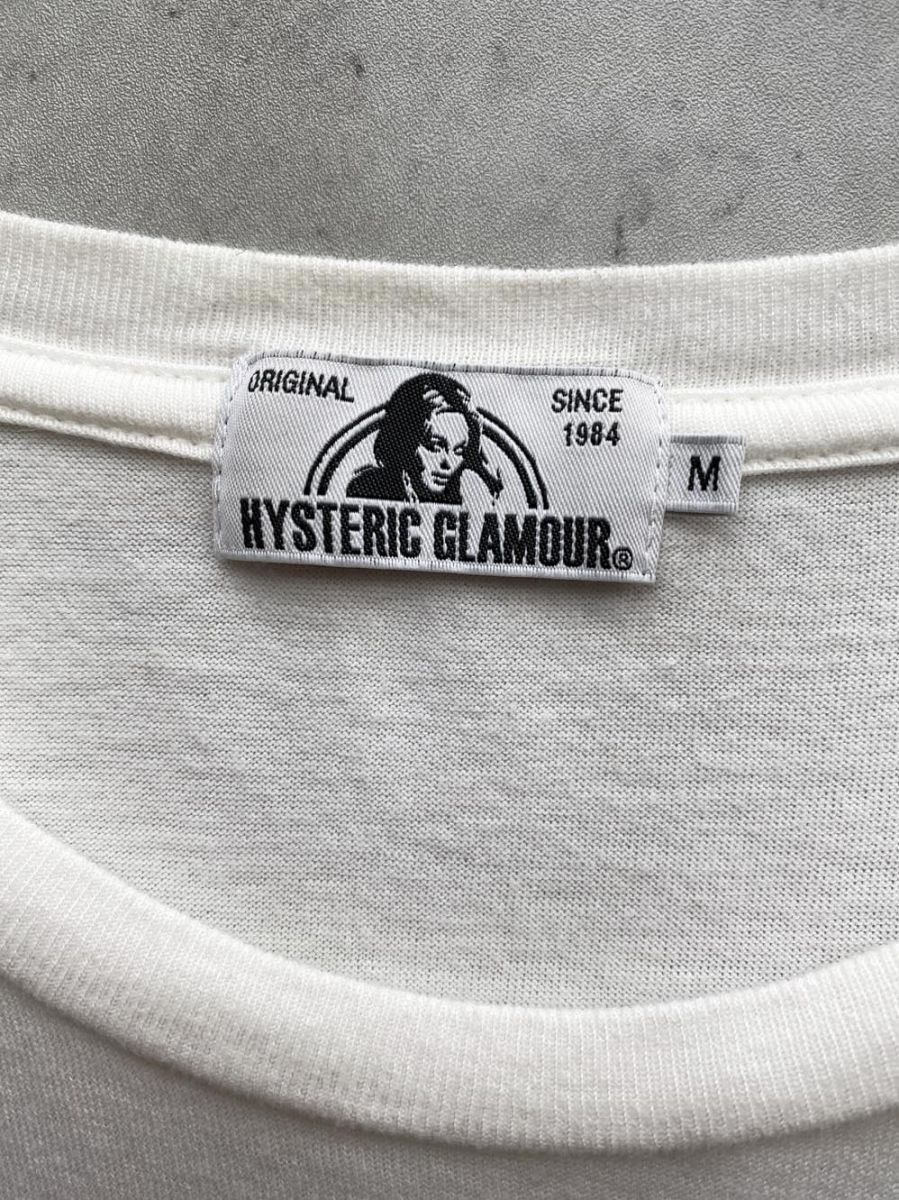 ORIGINAL
SINCE
1984
HYSTERIC GLAMOUR®
M